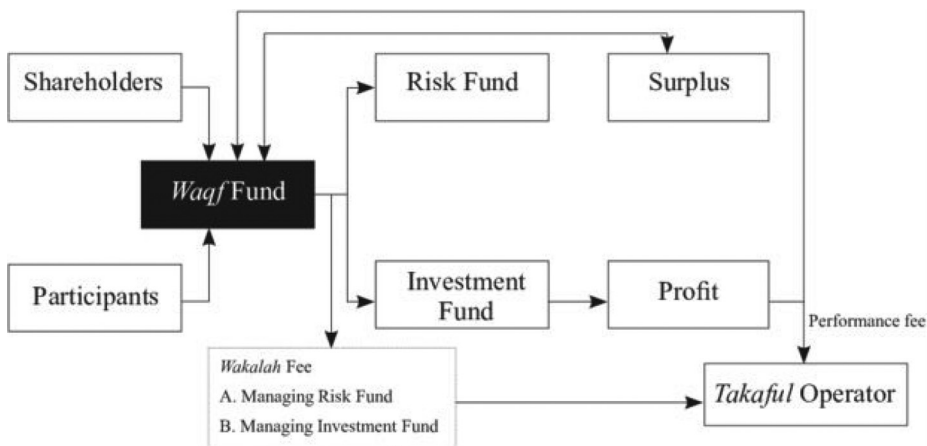 Shareholders
Risk Fund
Surplus
Waqf Fund
Participants
Investment
Fund
Profit
Performance fee
Wakalah Fee
A. Managing Risk Fund
B. Managing Investment Fund
Takaful Operator